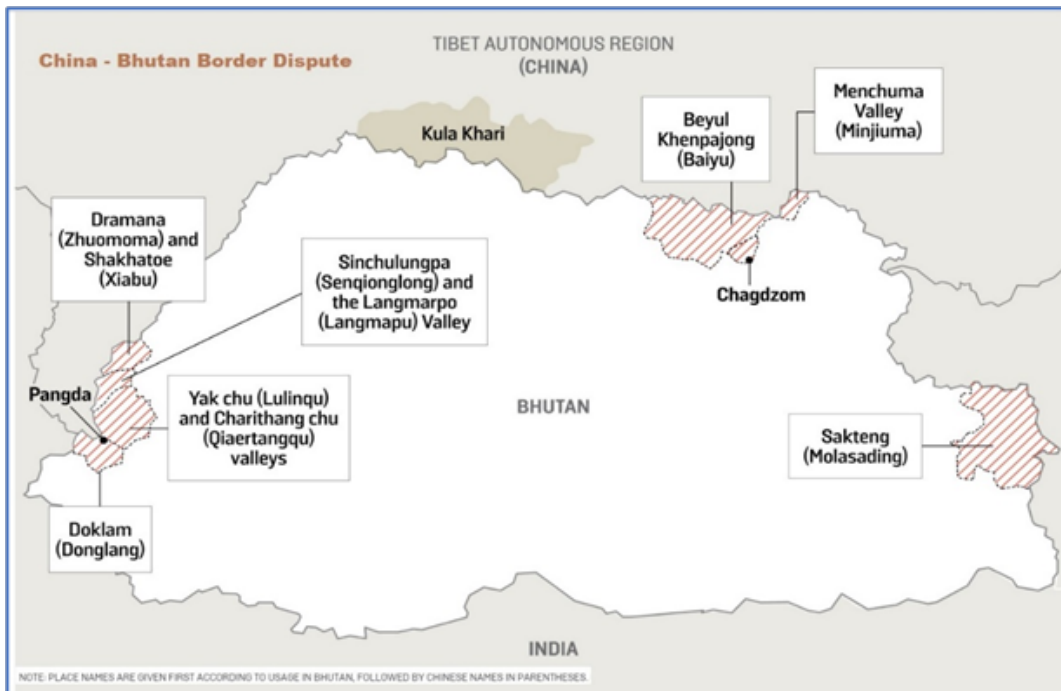 China - Bhutan Border Dispute
TIBET AUTONOMOUS REGION
(CHINA)
Kula Khari
Beyul
Khenpajong
(Baiyu)
Menchuma
Valley
(Minjiuma)
Dramana
(Zhuomoma) and
Shakhatoe
(Xiabu)
Sinchulungpa
(Senqionglong) and
the Langmarpo
(Langmapu) Valley
Chagdzom
Pangda
Yak chu (Lulinqu)
and Charithang chu
(Qiaertangqu)
valleys
BHUTAN
Sakteng
(Molasading)
Doklam
(Donglang)
INDIA
NOTE: PLACE NAMES ARE GIVEN FIRST ACCORDING TO USAGE IN BHUTAN, FOLLOWED BY CHINESE NAMES IN PARENTHESES.